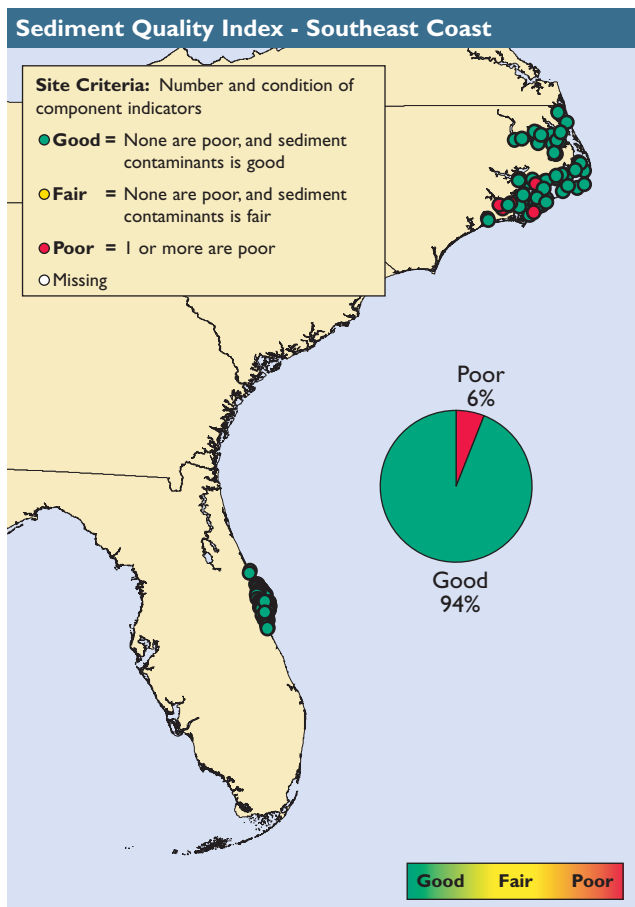 Sediment Quality Index - Southeast Coast
Site Criteria: Number and condition of
component indicators
Good = None are poor, and sediment
contaminants is good
Fair = None are poor, and sediment
contaminants is fair
Poor = 1 or more are poor
Missing
Poor
6%
Good
94%
Good Fair Poor